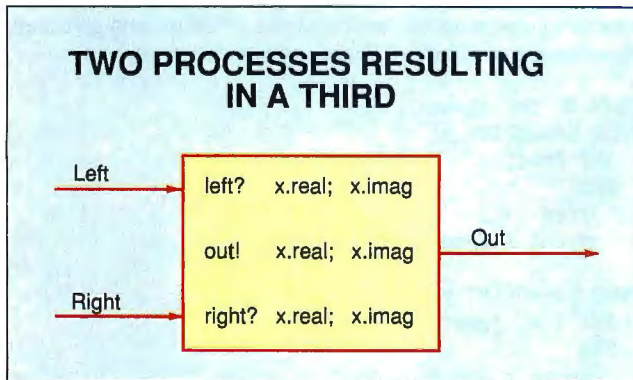 TWO PROCESSES RESULTING
IN A THIRD
Left
left? x.real; x.imag
out! x.real; x.imag
Out
Right
right? x.real; x.imag